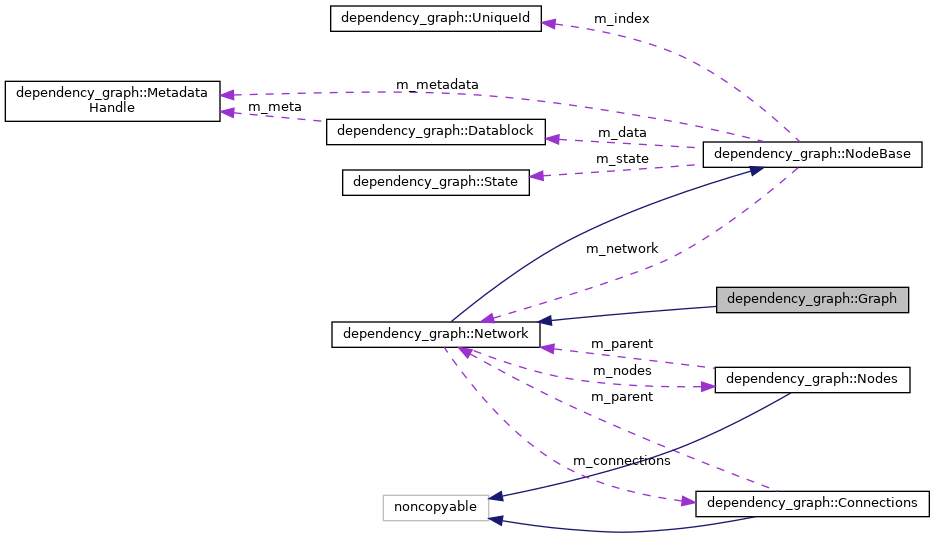 dependency_graph::UniqueId
m_index
dependency_graph::Metadata
Handle
m_metadata
m_meta
dependency_graph::Datablock
m_data
dependency_graph::NodeBase
m_state
dependency_graph::State
m_network
dependency_graph::Graph
dependency_graph::Network
m_parent
m_nodes
dependency_graph::Nodes
m_parent
m_connections
noncopyable
dependency_graph::Connections